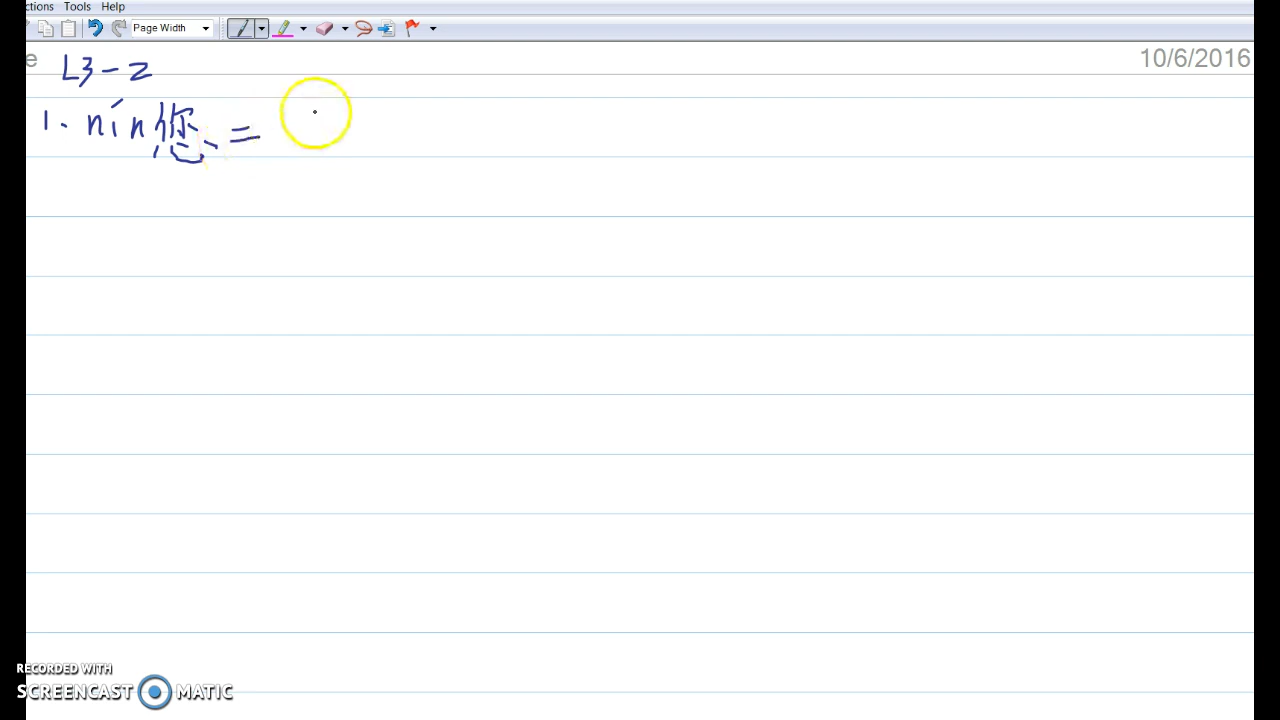 ctions Tools Help
Page Width
e 10/6/2016
L3-2
1. nín 您 =
RECORDED WITH
SCREENCAST MATIC